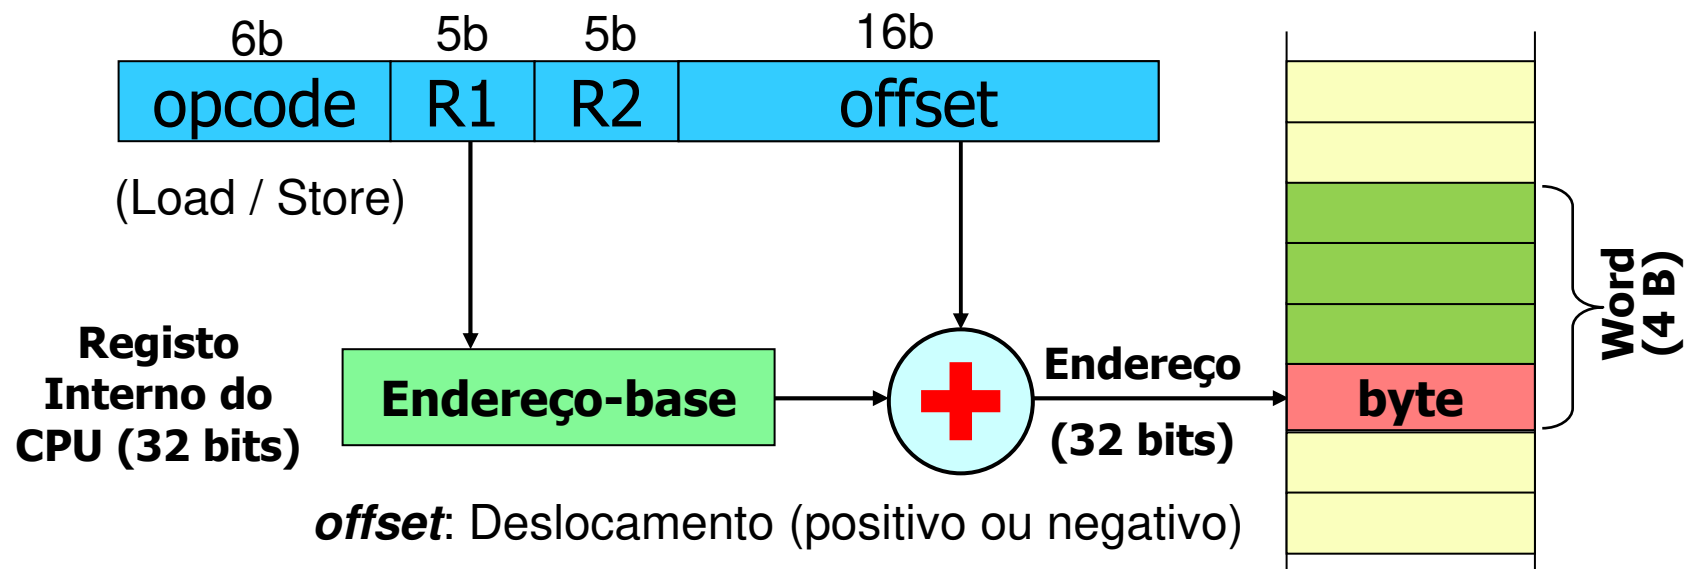 6b 5b 5b 16b
opcode R1 R2 offset
(Load / Store)
Registo
Interno do
CPU (32 bits)
Endereço-base
+
Endereço
(32 bits)
byte
Word
(4 B)
offset: Deslocamento (positivo ou negativo)